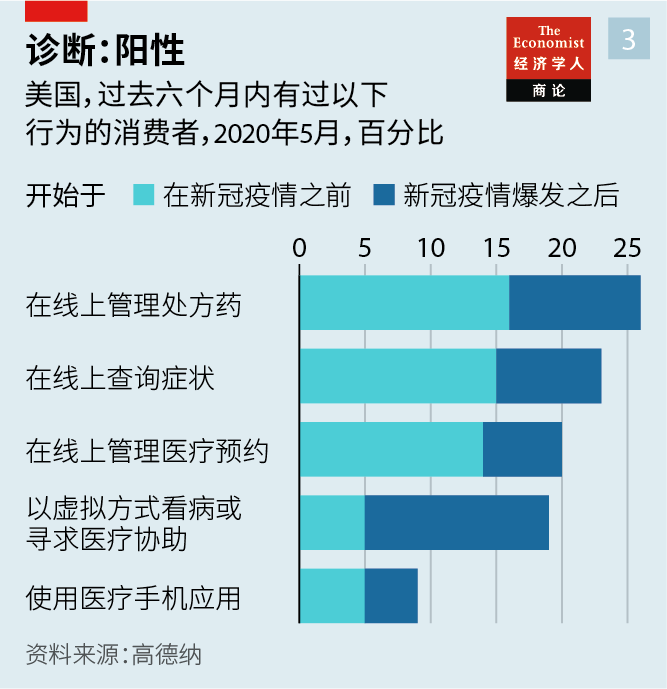 诊断：阳性
The
Economist
经济学人
商论
3
美国，过去六个月内有过以下
行为的消费者，2020年5月，百分比
开始于 在新冠疫情之前 新冠疫情爆发之后
0 5 10 15 20 25
在线上管理处方药
在线上查询症状
在线上管理医疗预约
以虚拟方式看病或
寻求医疗协助
使用医疗手机应用
资料来源：高德纳